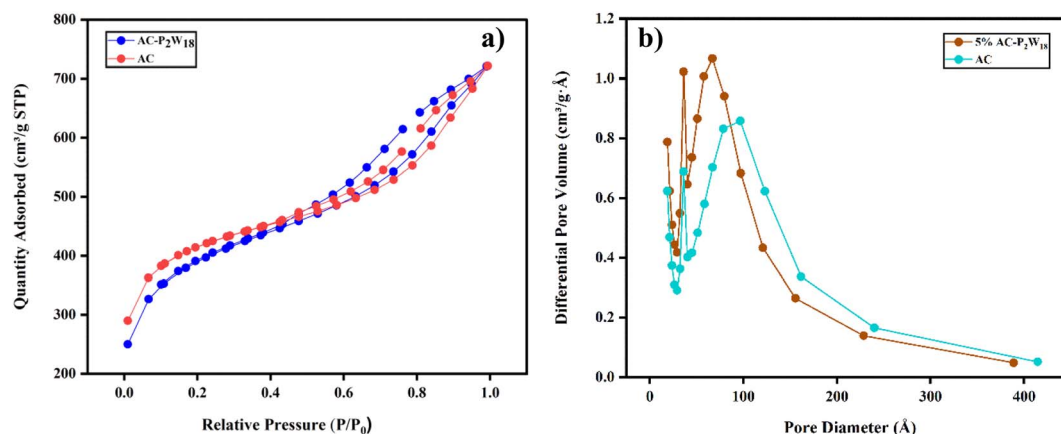 a)
AC-P₂W₁₈
AC
800
700
600
500
400
300
200
Quantity Adsorbed (cm³/g STP)
0.0 0.2 0.4 0.6 0.8 1.0
Relative Pressure (P/P₀)
b)
5% AC-P₂W₁₈
AC
1.2
1.0
0.8
0.6
0.4
0.2
0.0
Differential Pore Volume (cm³/g·Å)
0 100 200 300 400
Pore Diameter (Å)